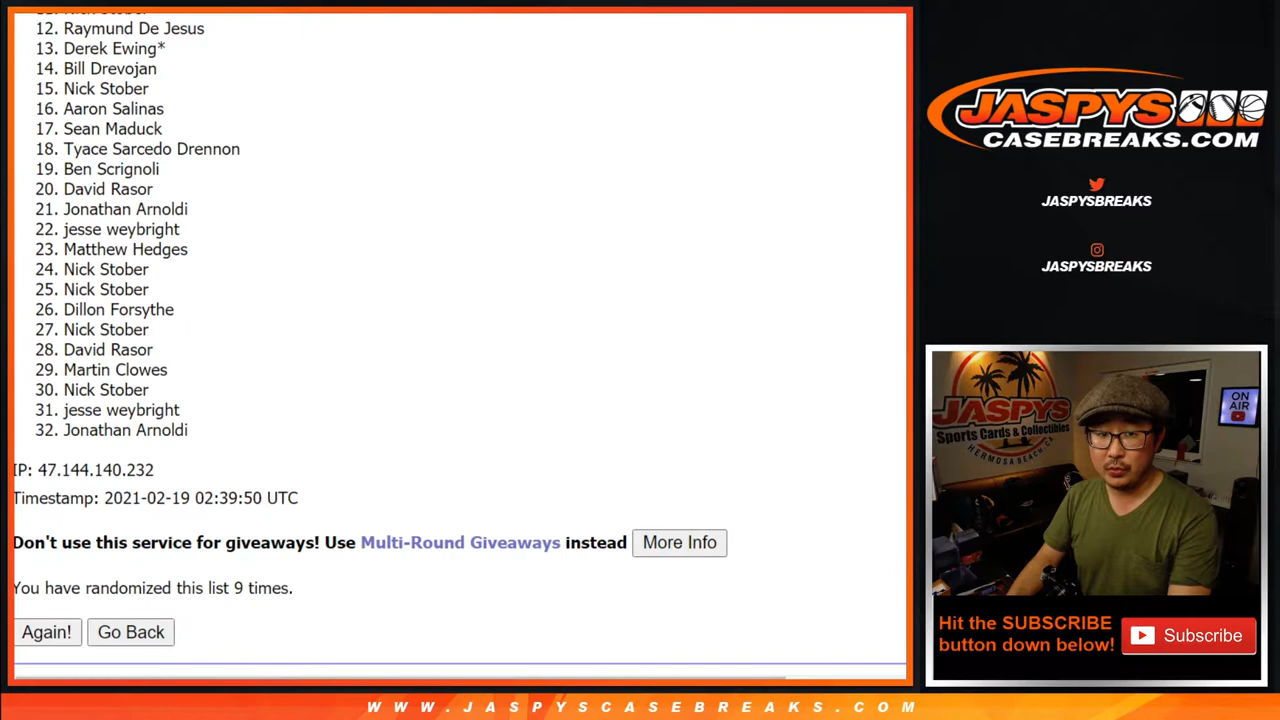 12. Raymund De Jesus
13. Derek Ewing*
14. Bill Drevojan
15. Nick Stober
16. Aaron Salinas
17. Sean Maduck
18. Tyace Sarcedo Drennon
19. Ben Scrignoli
20. David Rasor
21. Jonathan Arnoldi
22. jesse weybright
23. Matthew Hedges
24. Nick Stober
25. Nick Stober
26. Dillon Forsythe
27. Nick Stober
28. David Rasor
29. Martin Clowes
30. Nick Stober
31. jesse weybright
32. Jonathan Arnoldi
IP: 47.144.140.232
Timestamp: 2021-02-19 02:39:50 UTC
Don't use this service for giveaways! Use Multi-Round Giveaways instead More Info
You have randomized this list 9 times.
Again! Go Back
JASPYS
CASEBREAKS.COM
JASPYSBREAKS
JASPYSBREAKS
JASPYS
Sports Cards & Collectibles
HERMOSA BEACH, CA
ON
AIR
Hit the SUBSCRIBE
button down below!
Subscribe
WWW.JASPYSCASEBREAKS.COM